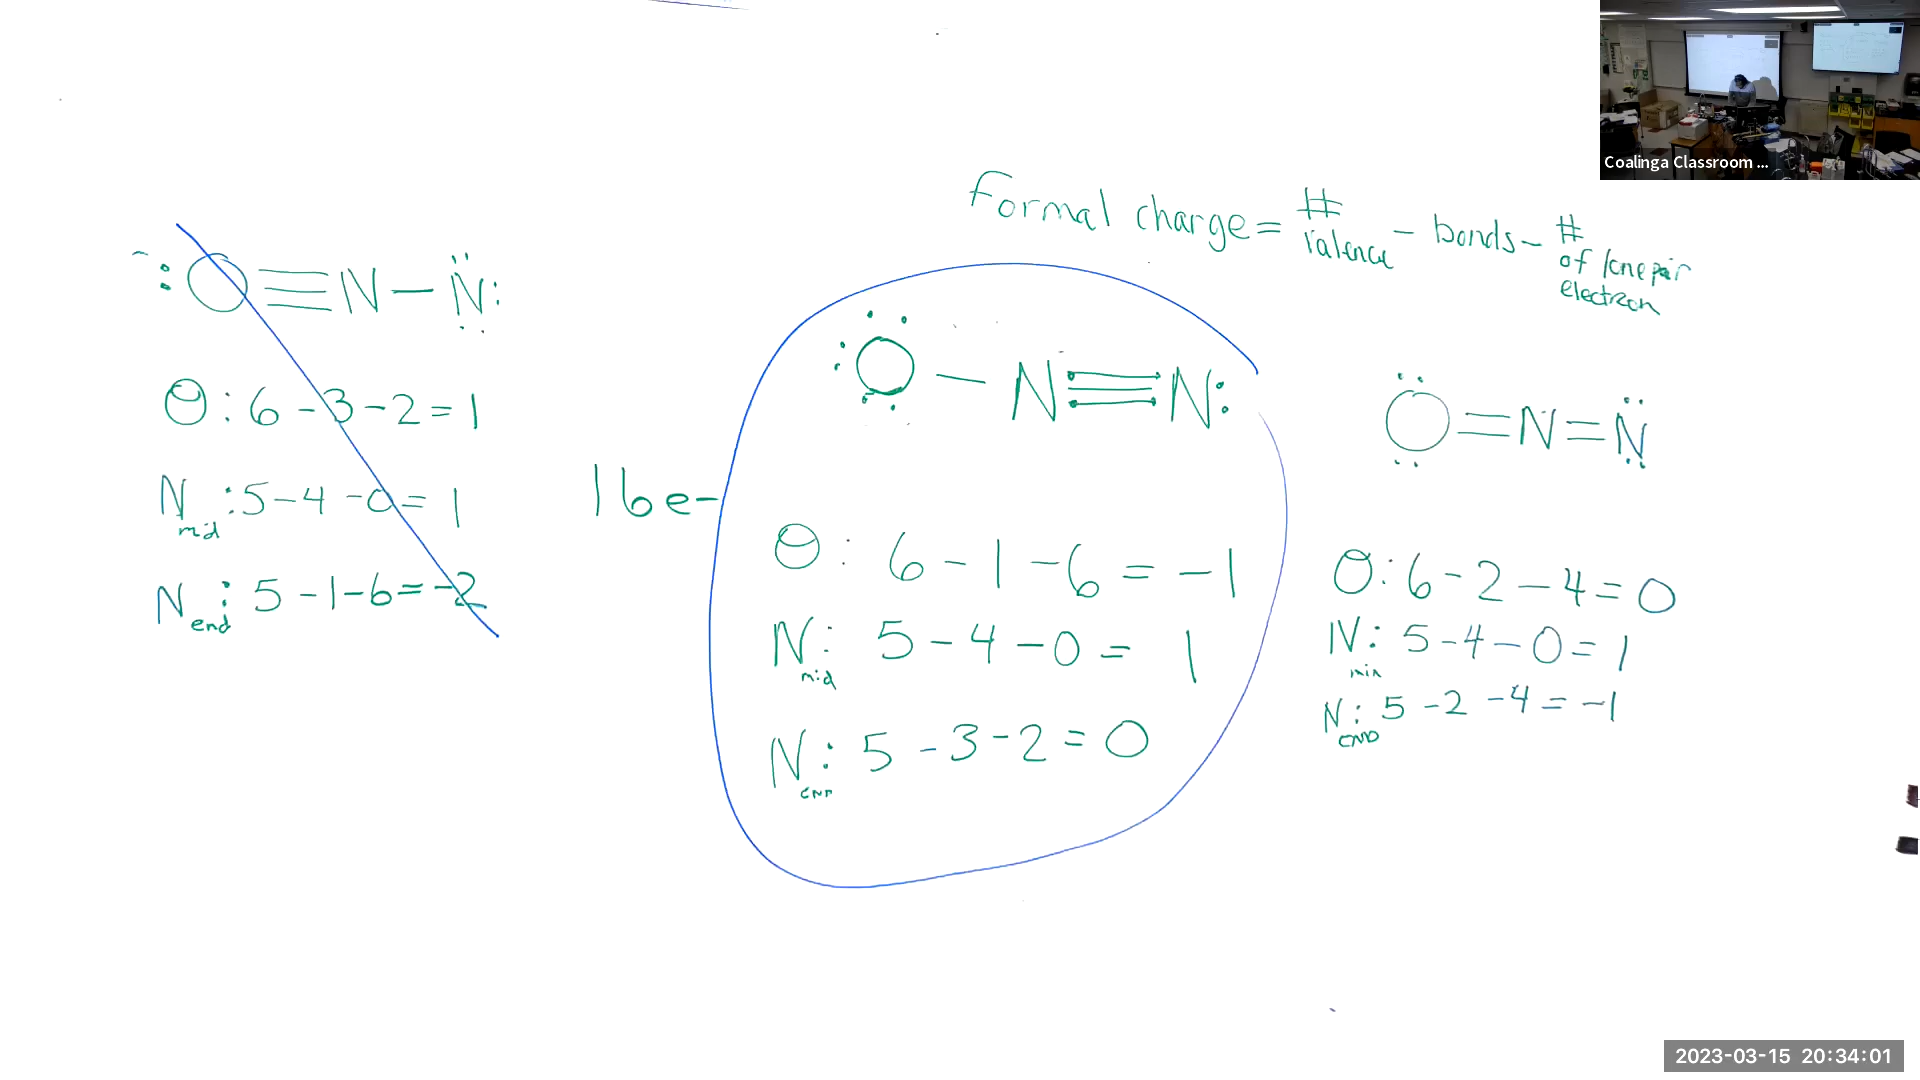 Coalinga Classroom ...
Formal charge = # valence - bonds - # of lone pair electron
:O≡N-N:
O: 6-3-2=1
N mid: 5-4-0=1
N end: 5-1-6=-2
16e-
O-N≡N:
O: 6-1-6=-1
N mid: 5-4-0=1
N: 5-3-2=0
O=N=N
O: 6-2-4=0
N: 5-4-0=1
N END: 5-2-4=-1
2023-03-15 20:34:01